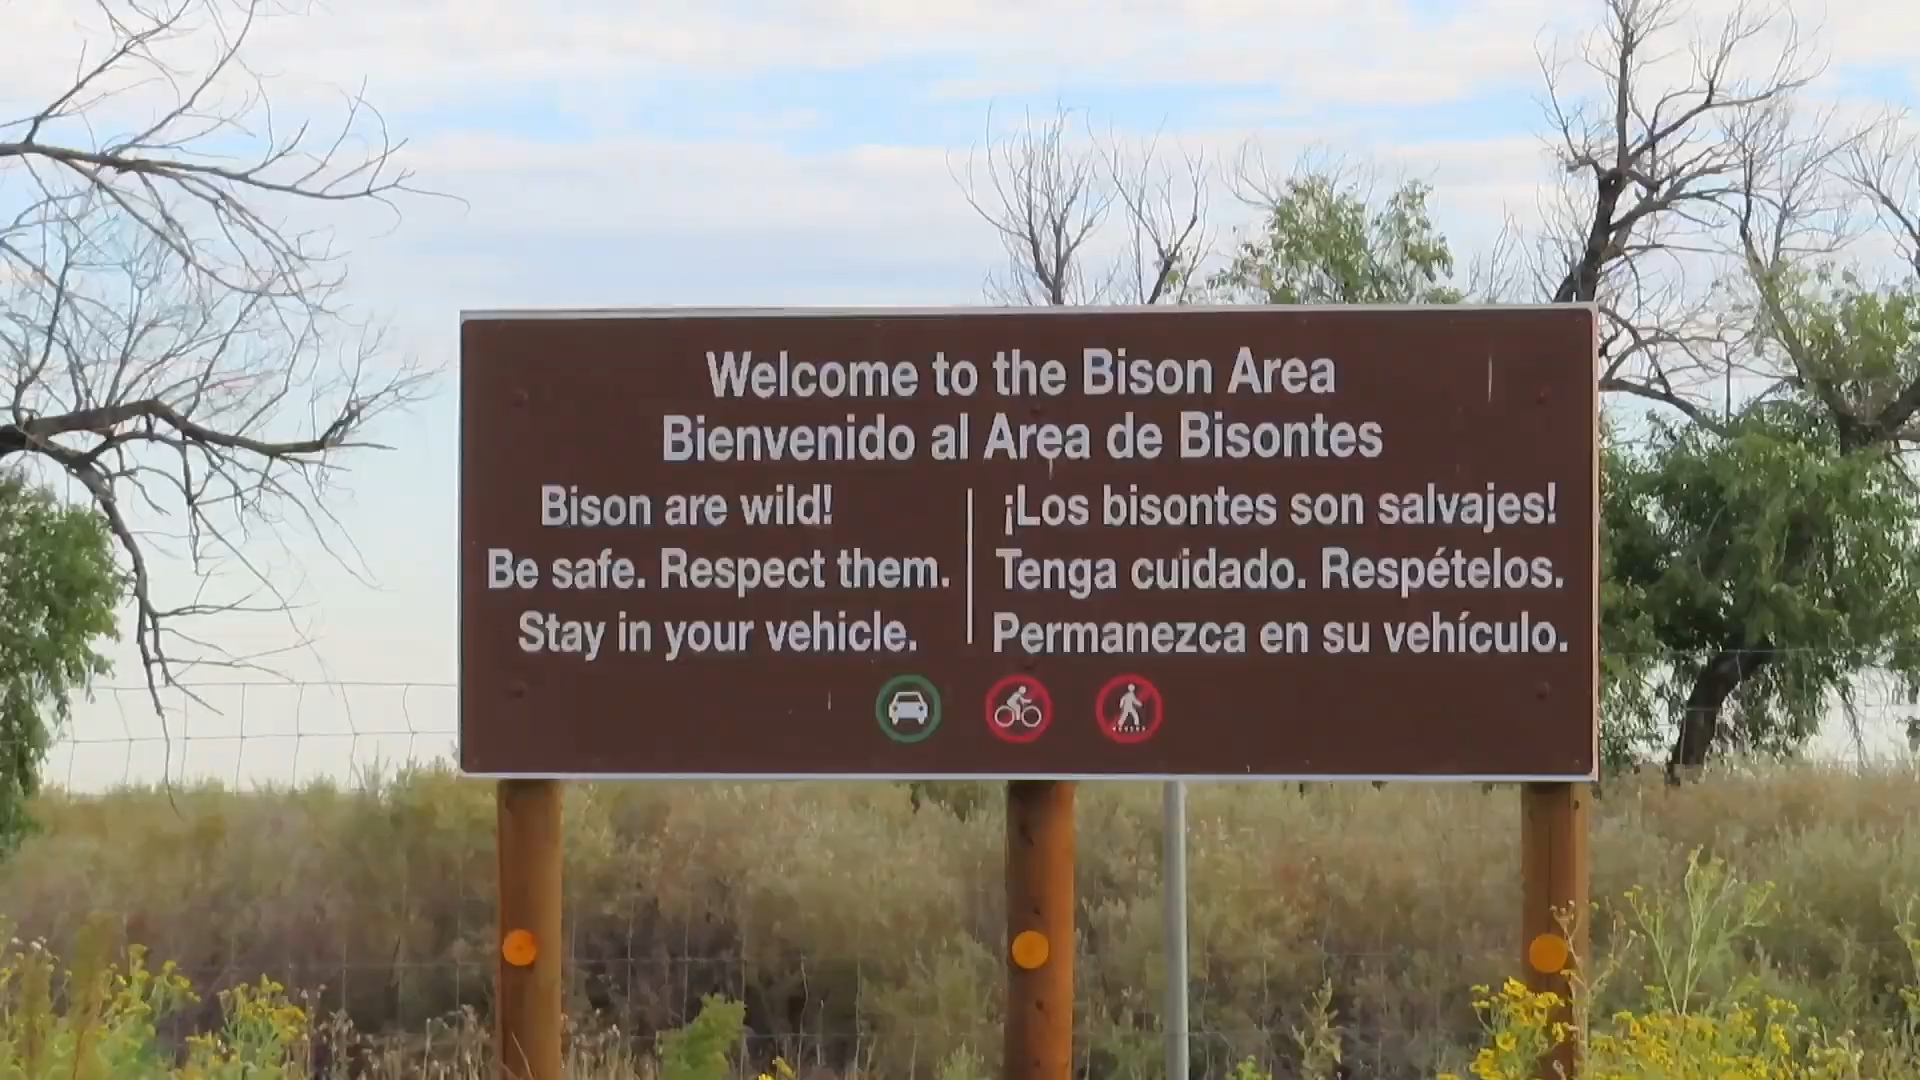 Welcome to the Bison Area
Bienvenido al Area de Bisontes
Bison are wild!
Be safe. Respect them.
Stay in your vehicle.
¡Los bisontes son salvajes!
Tenga cuidado. Respételos.
Permanezca en su vehículo.